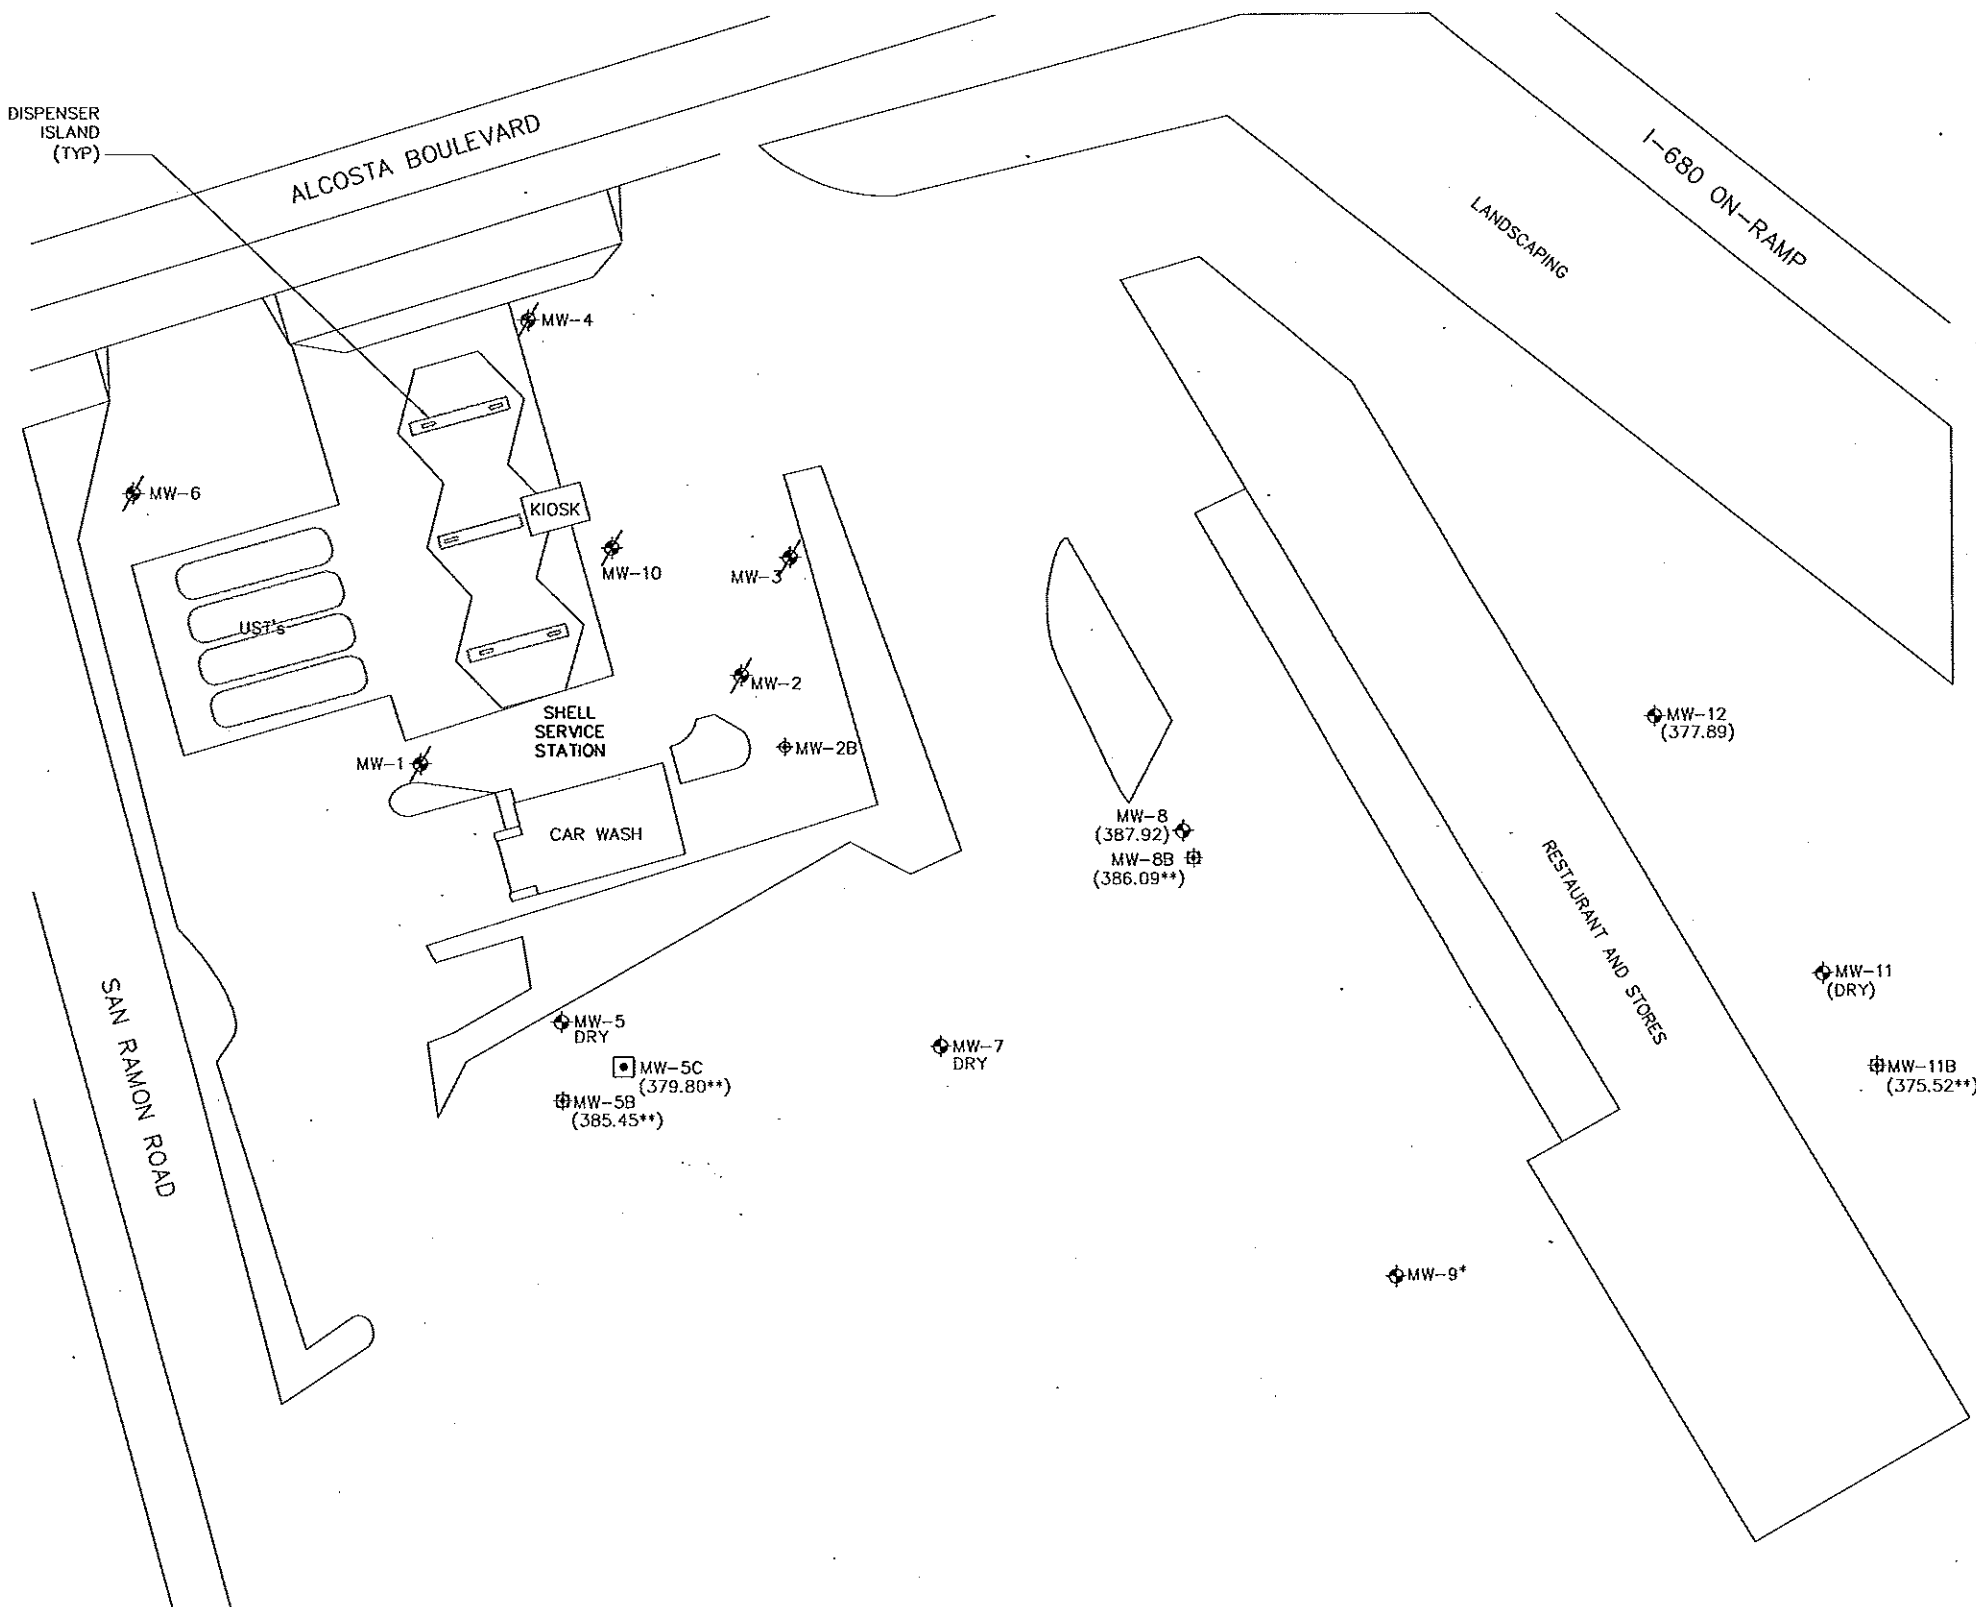 DISPENSER
ISLAND
(TYP)
ALCOSTA BOULEVARD
I-680 ON-RAMP
LANDSCAPING
MW-4
MW-6
KIOSK
MW-10
MW-3
UST's
MW-2
SHELL
SERVICE
STATION
MW-2B
MW-1
CAR WASH
MW-12
(377.89)
MW-8
(387.92)
MW-8B
(386.09**)
RESTAURANT AND STORES
MW-11
(DRY)
SAN RAMON ROAD
MW-5
DRY
MW-7
DRY
MW-5C
(379.80**)
MW-5B
(385.45**)
MW-11B
(375.52**)
MW-9*